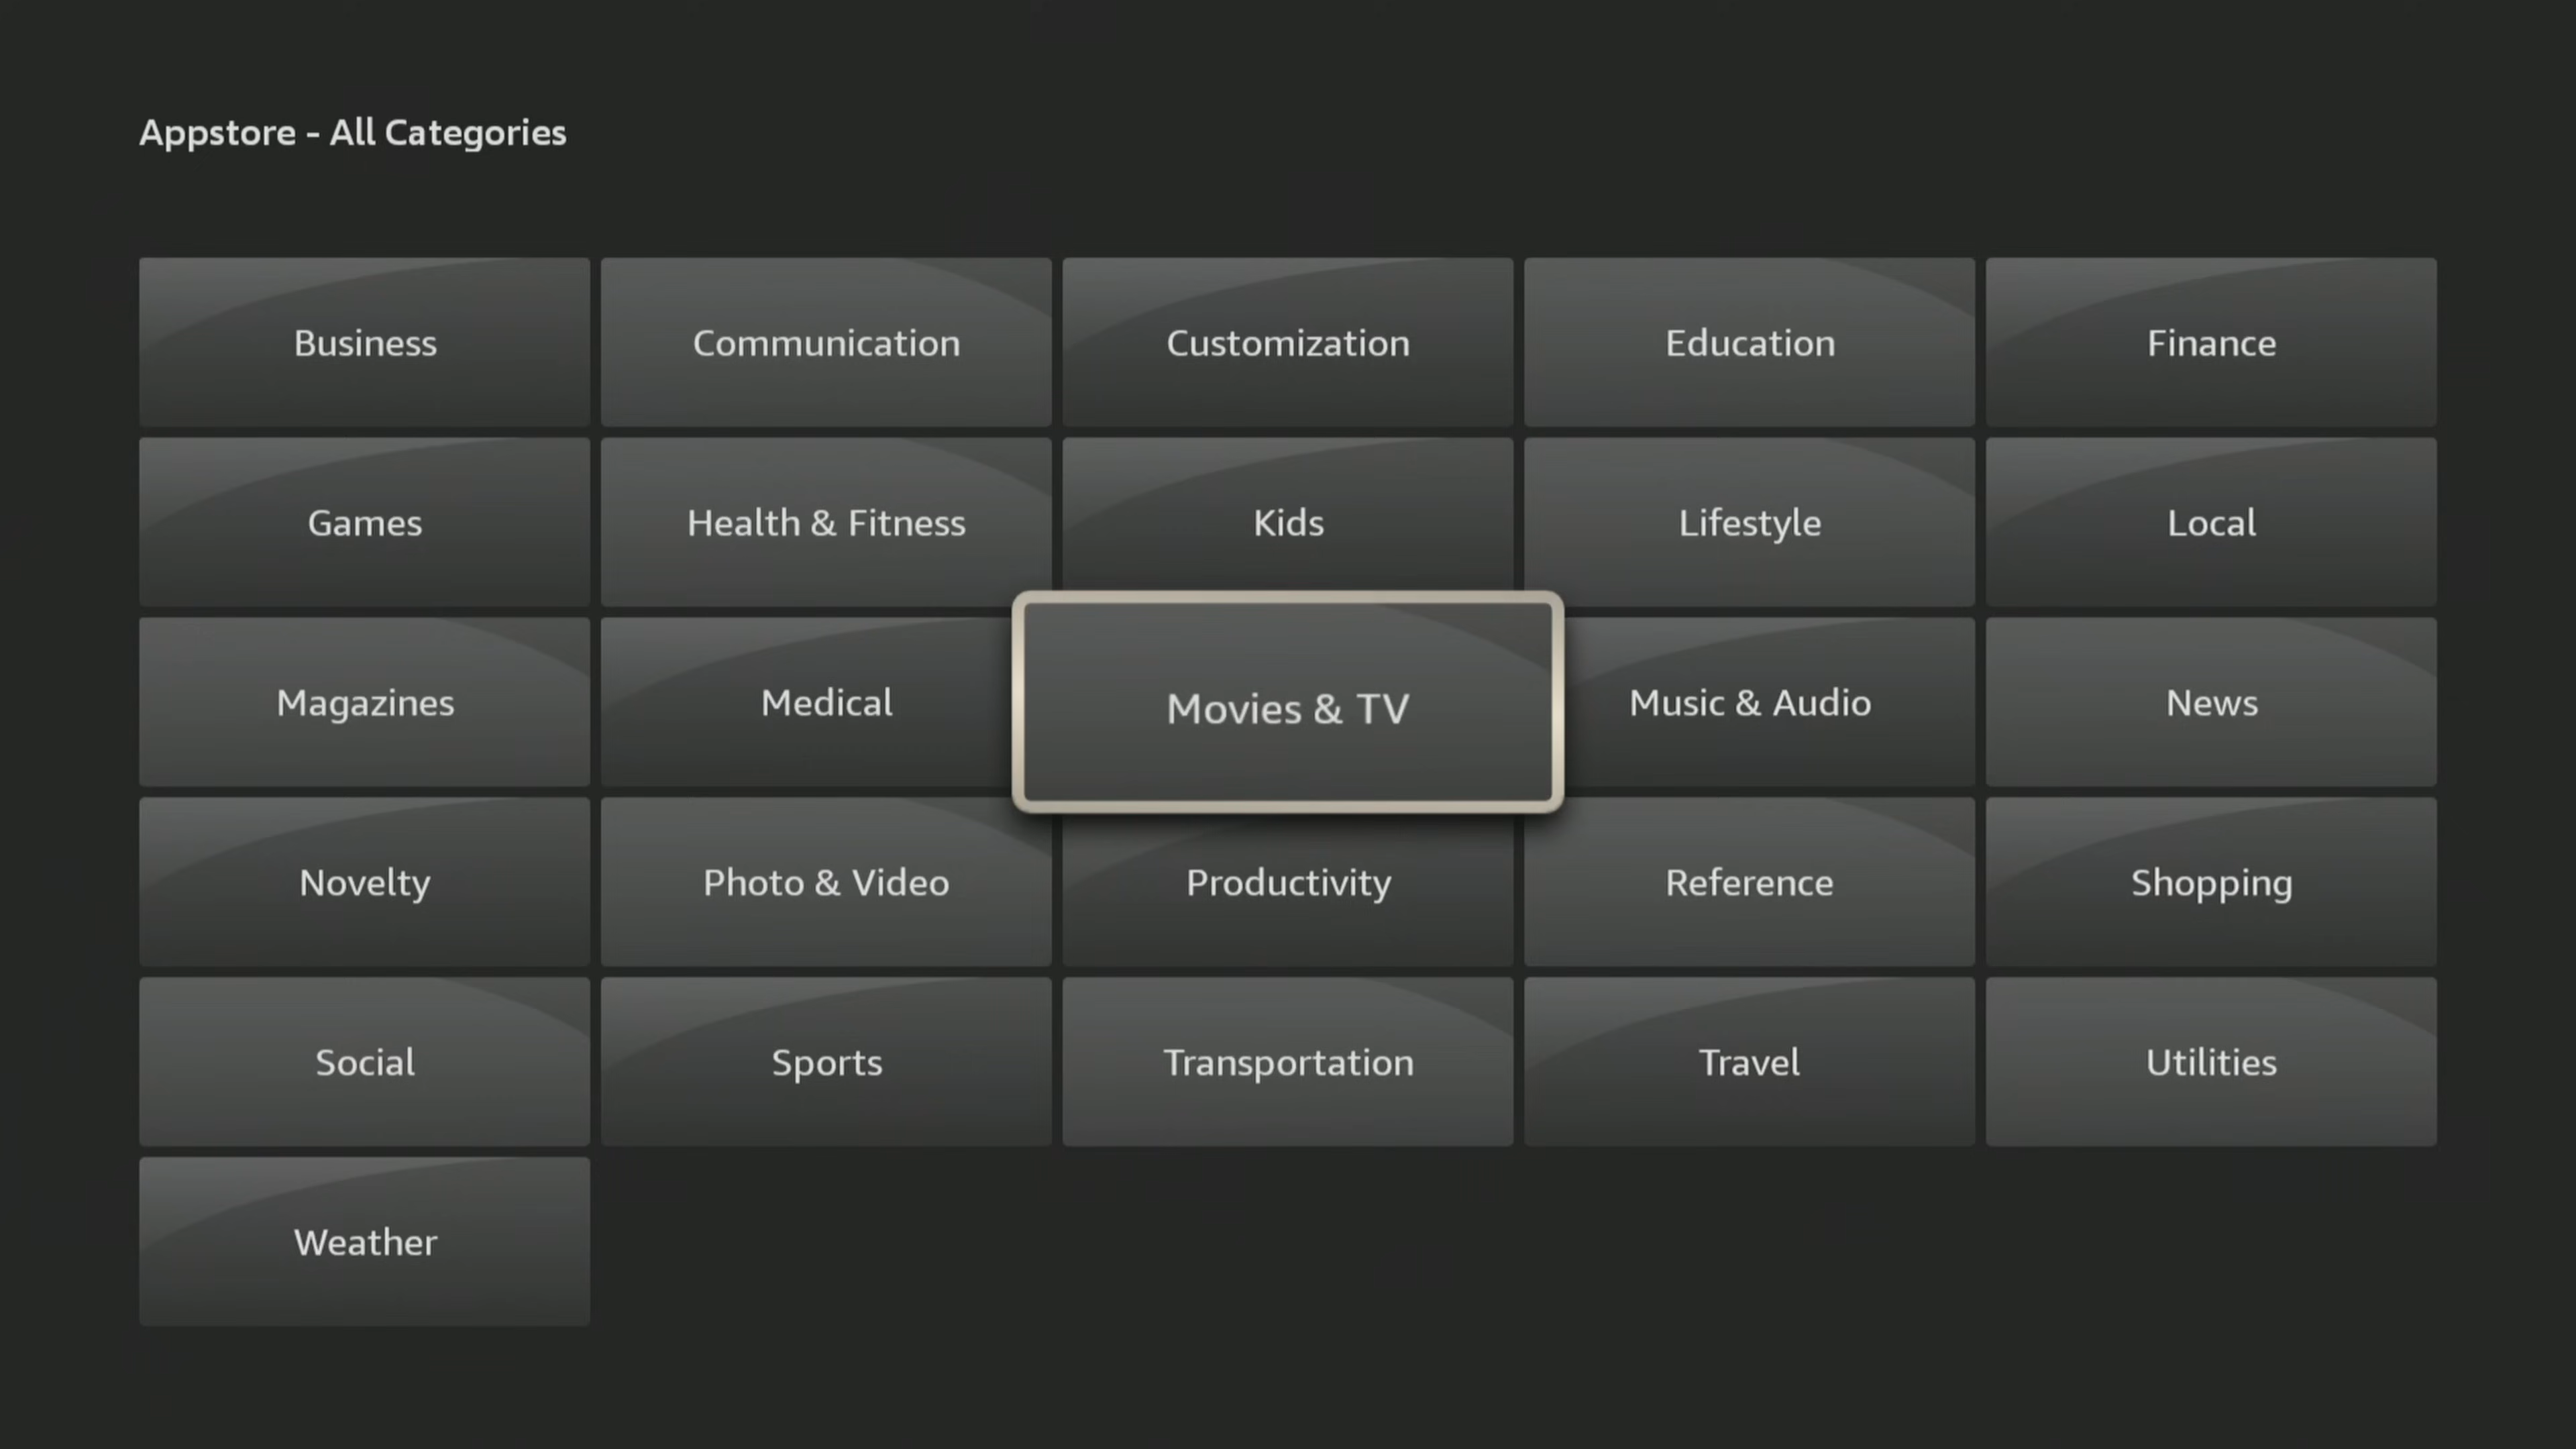 Appstore - All Categories
Business
Communication
Customization
Education
Finance
Games
Health & Fitness
Kids
Lifestyle
Local
Magazines
Medical
Movies & TV
Music & Audio
News
Novelty
Photo & Video
Productivity
Reference
Shopping
Social
Sports
Transportation
Travel
Utilities
Weather